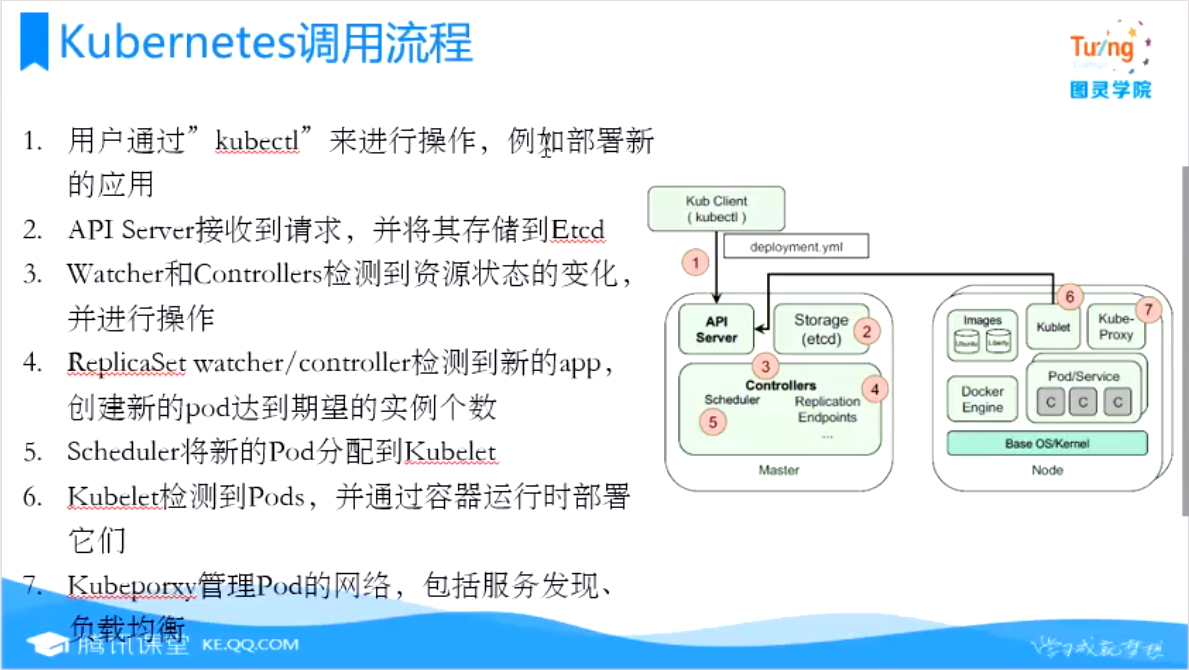 Kubernetes调用流程
Turing
图灵学院
1. 用户通过”kubectl”来进行操作，例如部署新
的应用
2. API Server接收到请求，并将其存储到Etcd
3. Watcher和Controllers检测到资源状态的变化，
并进行操作
4. ReplicaSet watcher/controller检测到新的app，
创建新的pod达到期望的实例个数
5. Scheduler将新的Pod分配到Kubelet
6. Kubelet检测到Pods，并通过容器运行时部署
它们
7. Kubeporxy管理Pod的网络，包括服务发现、
负载均衡
Kub Client
( kubectl )
deployment.yml
1
API
Server
Storage
(etcd)
2
3
Controllers
Scheduler
Replication
Endpoints
...
4
5
Master
Images
Ubuntu
Liberty
Kublet
6
Kube-
Proxy
7
Docker
Engine
Pod/Service
C C C
Base OS/Kernel
Node
腾讯课堂 KE.QQ.COM
学习成就梦想